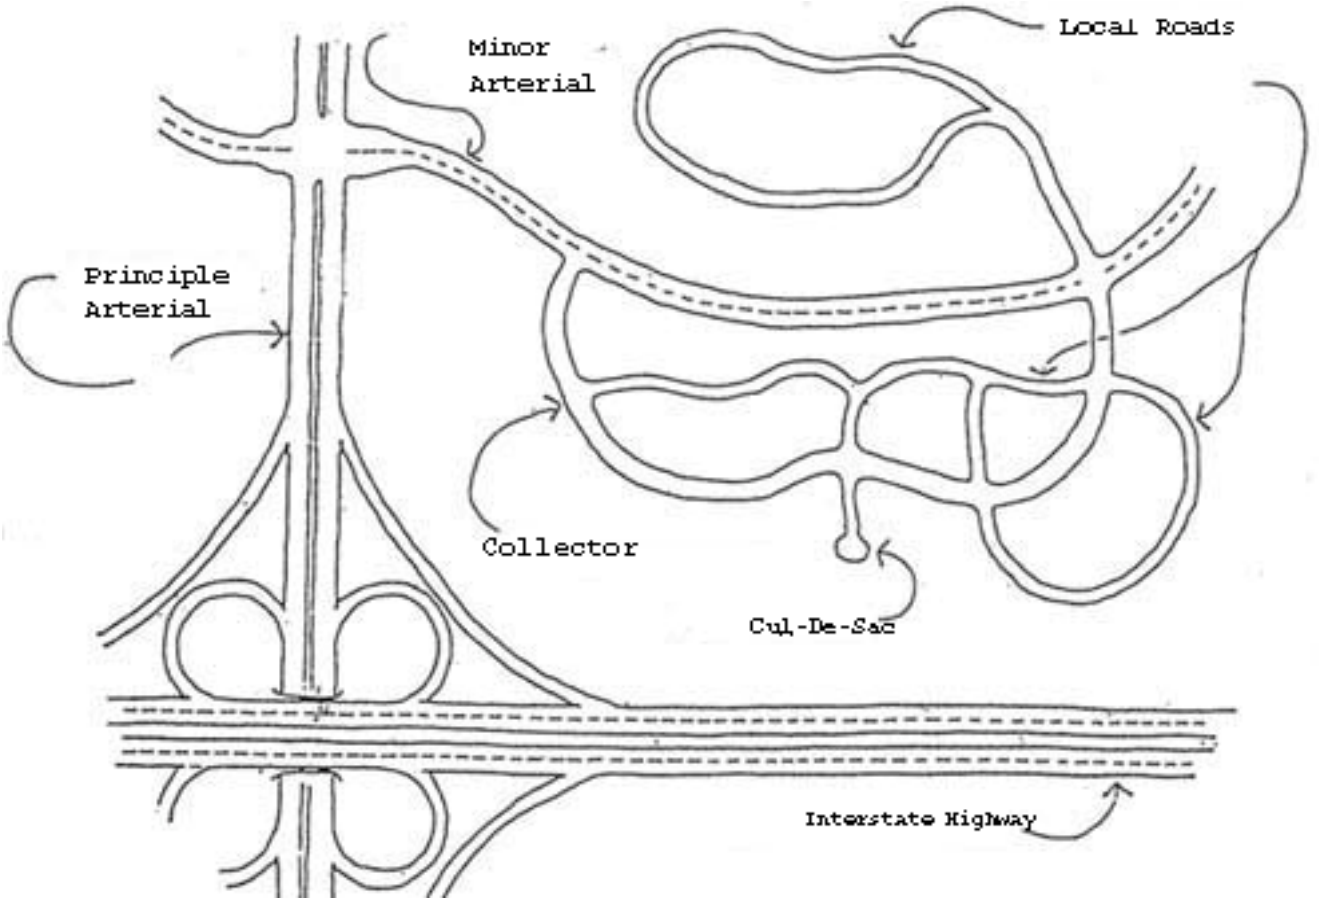 Local Roads
Minor
Arterial
Principle
Arterial
Collector
Cul-De-Sac
Interstate Highway